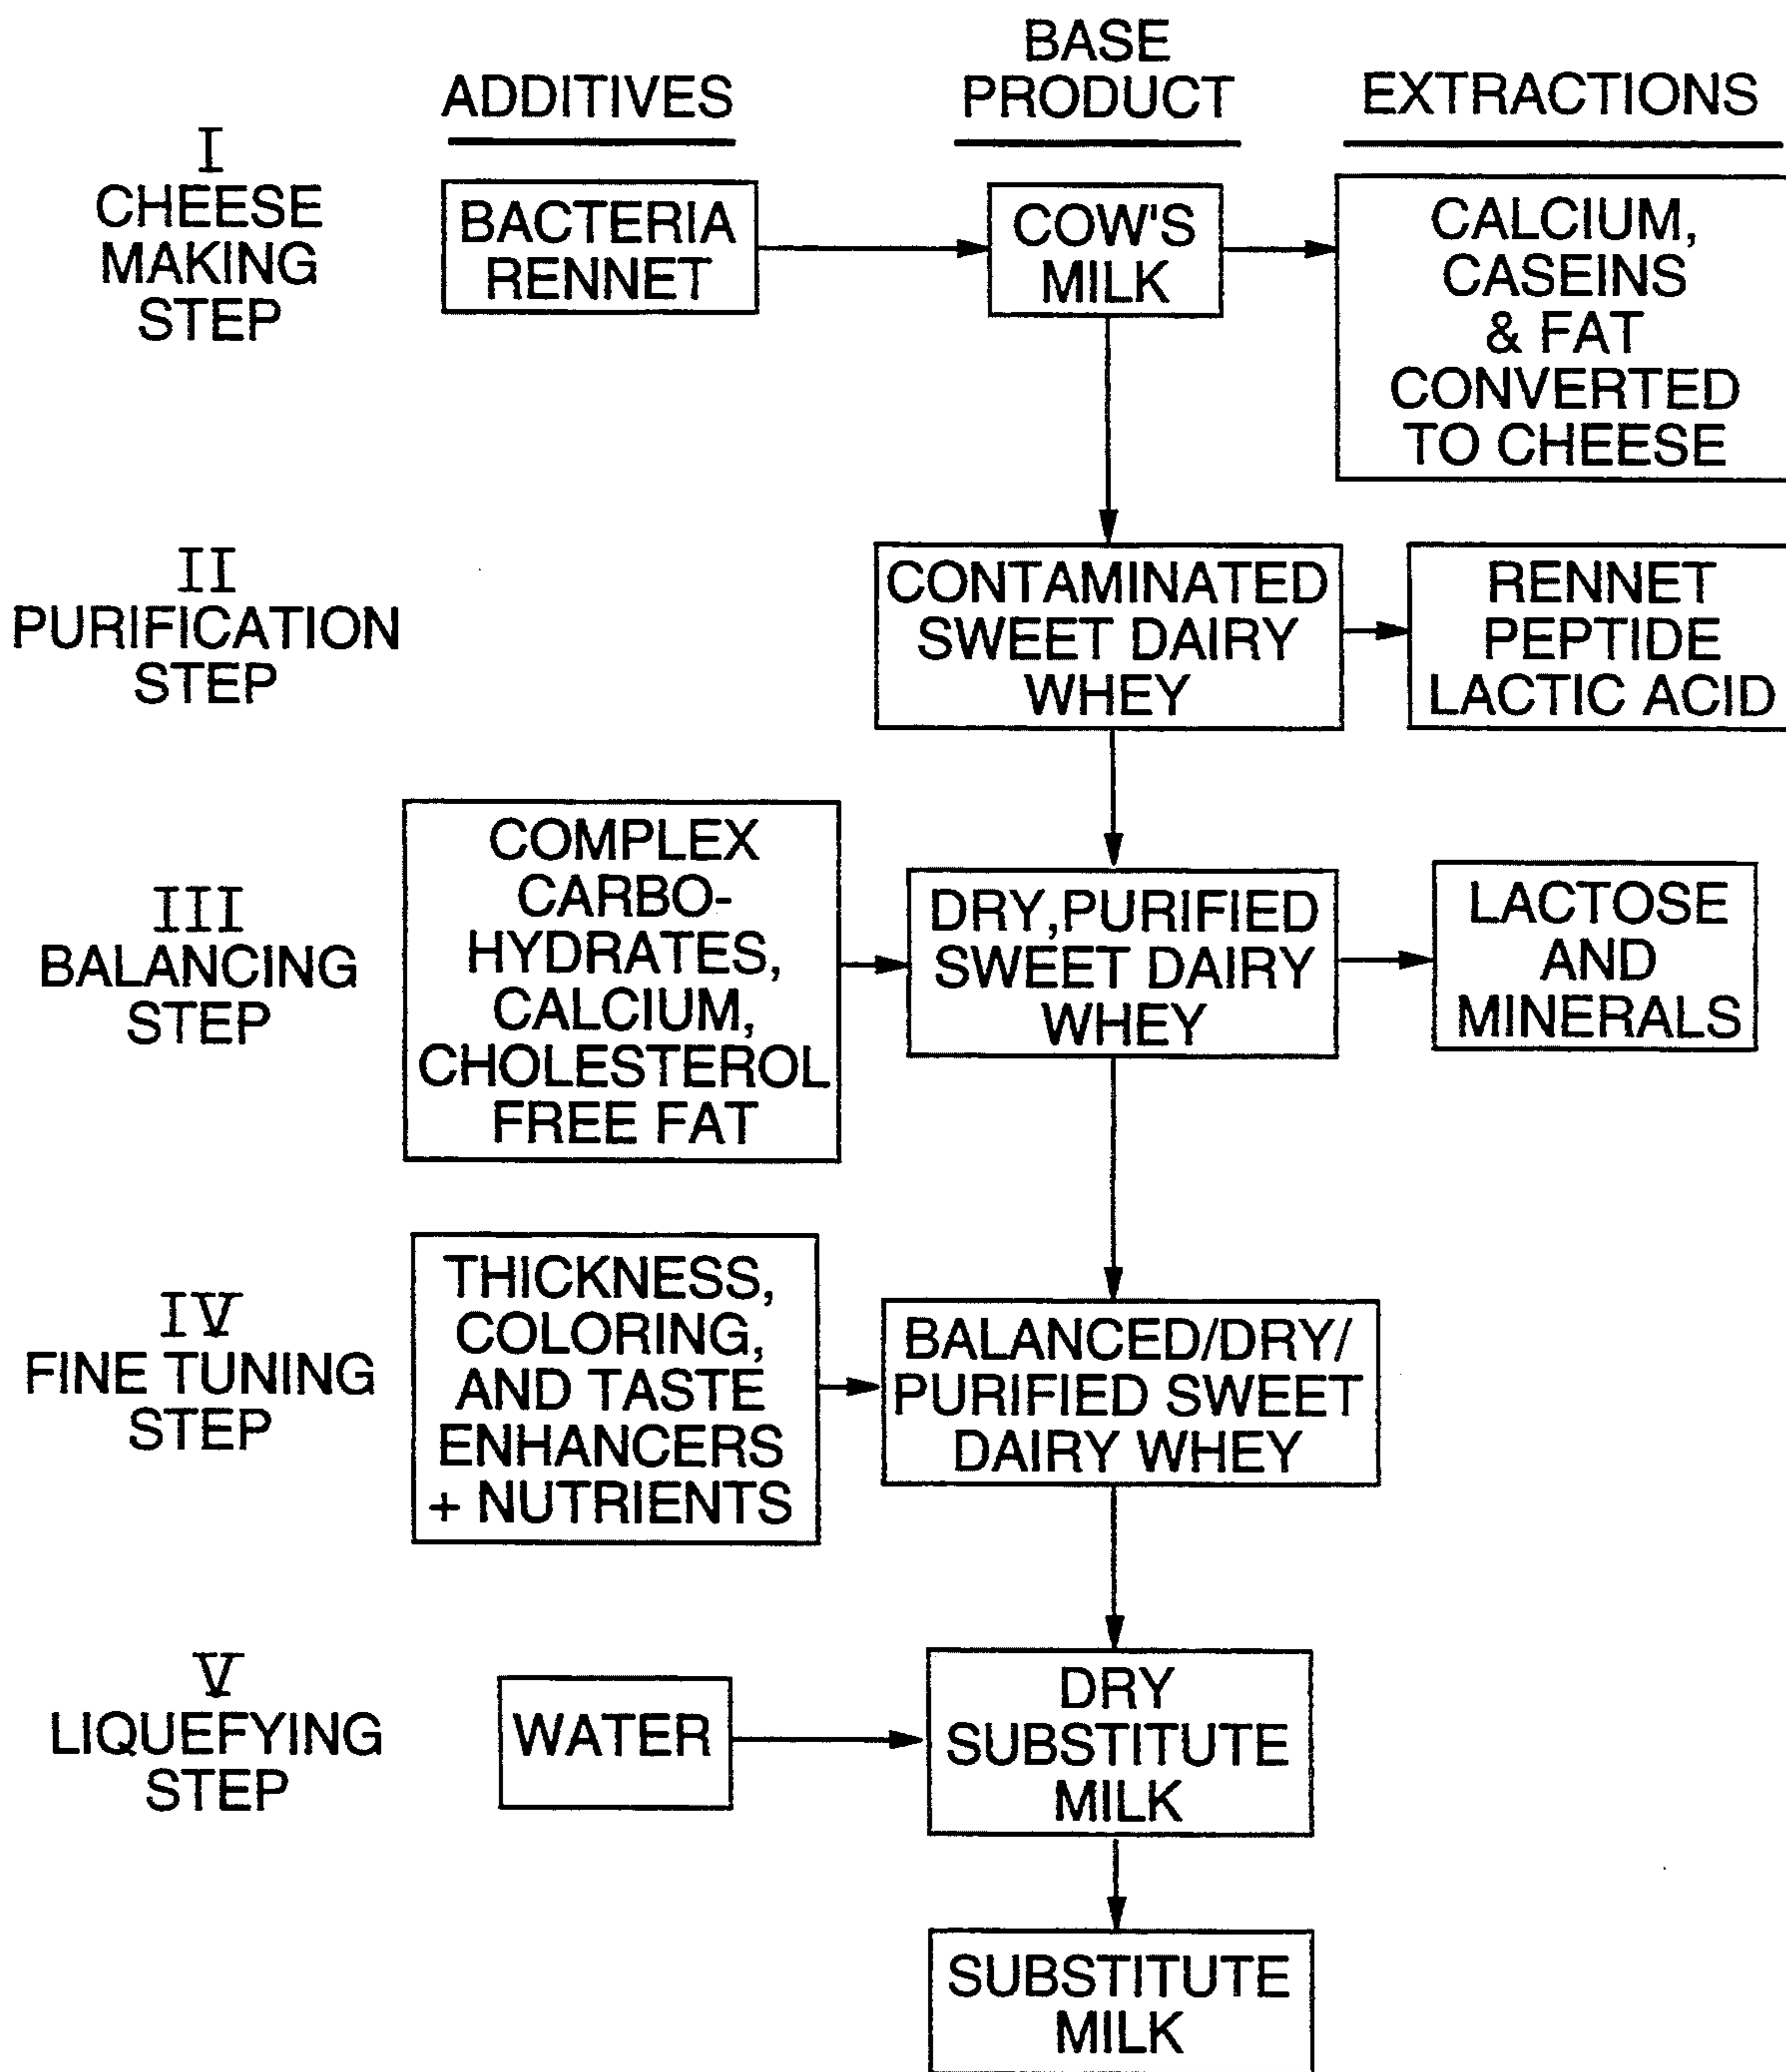 ADDITIVES
BASE
PRODUCT
EXTRACTIONS
I
CHEESE
MAKING
STEP
BACTERIA
RENNET
COW'S
MILK
CALCIUM,
CASEINS
& FAT
CONVERTED
TO CHEESE
II
PURIFICATION
STEP
CONTAMINATED
SWEET DAIRY
WHEY
RENNET
PEPTIDE
LACTIC ACID
III
BALANCING
STEP
COMPLEX
CARBO-
HYDRATES,
CALCIUM,
CHOLESTEROL
FREE FAT
DRY, PURIFIED
SWEET DAIRY
WHEY
LACTOSE
AND
MINERALS
IV
FINE TUNING
STEP
THICKNESS,
COLORING,
AND TASTE
ENHANCERS
+ NUTRIENTS
BALANCED/DRY/
PURIFIED SWEET
DAIRY WHEY
V
LIQUEFYING
STEP
WATER
DRY
SUBSTITUTE
MILK
SUBSTITUTE
MILK